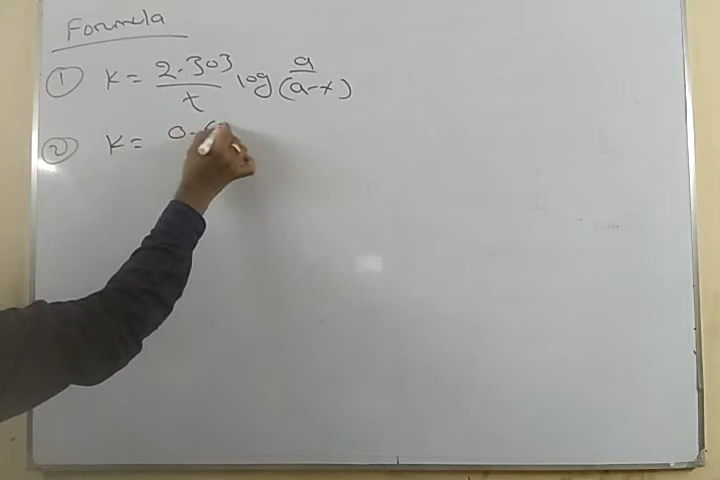 Formula
① K = 2.303/t log a/(a-x)
② K = 0.6